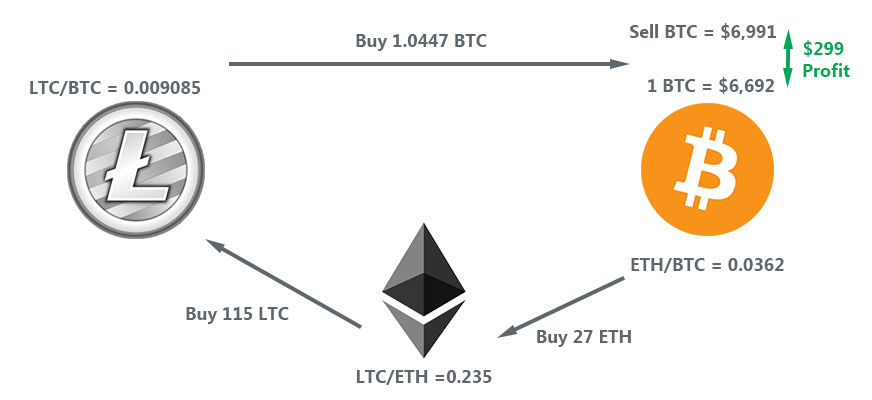 Buy 1.0447 BTC
Sell BTC = $6,991
$299
Profit
LTC/BTC = 0.009085
1 BTC = $6,692
ETH/BTC = 0.0362
Buy 115 LTC
Buy 27 ETH
LTC/ETH =0.235